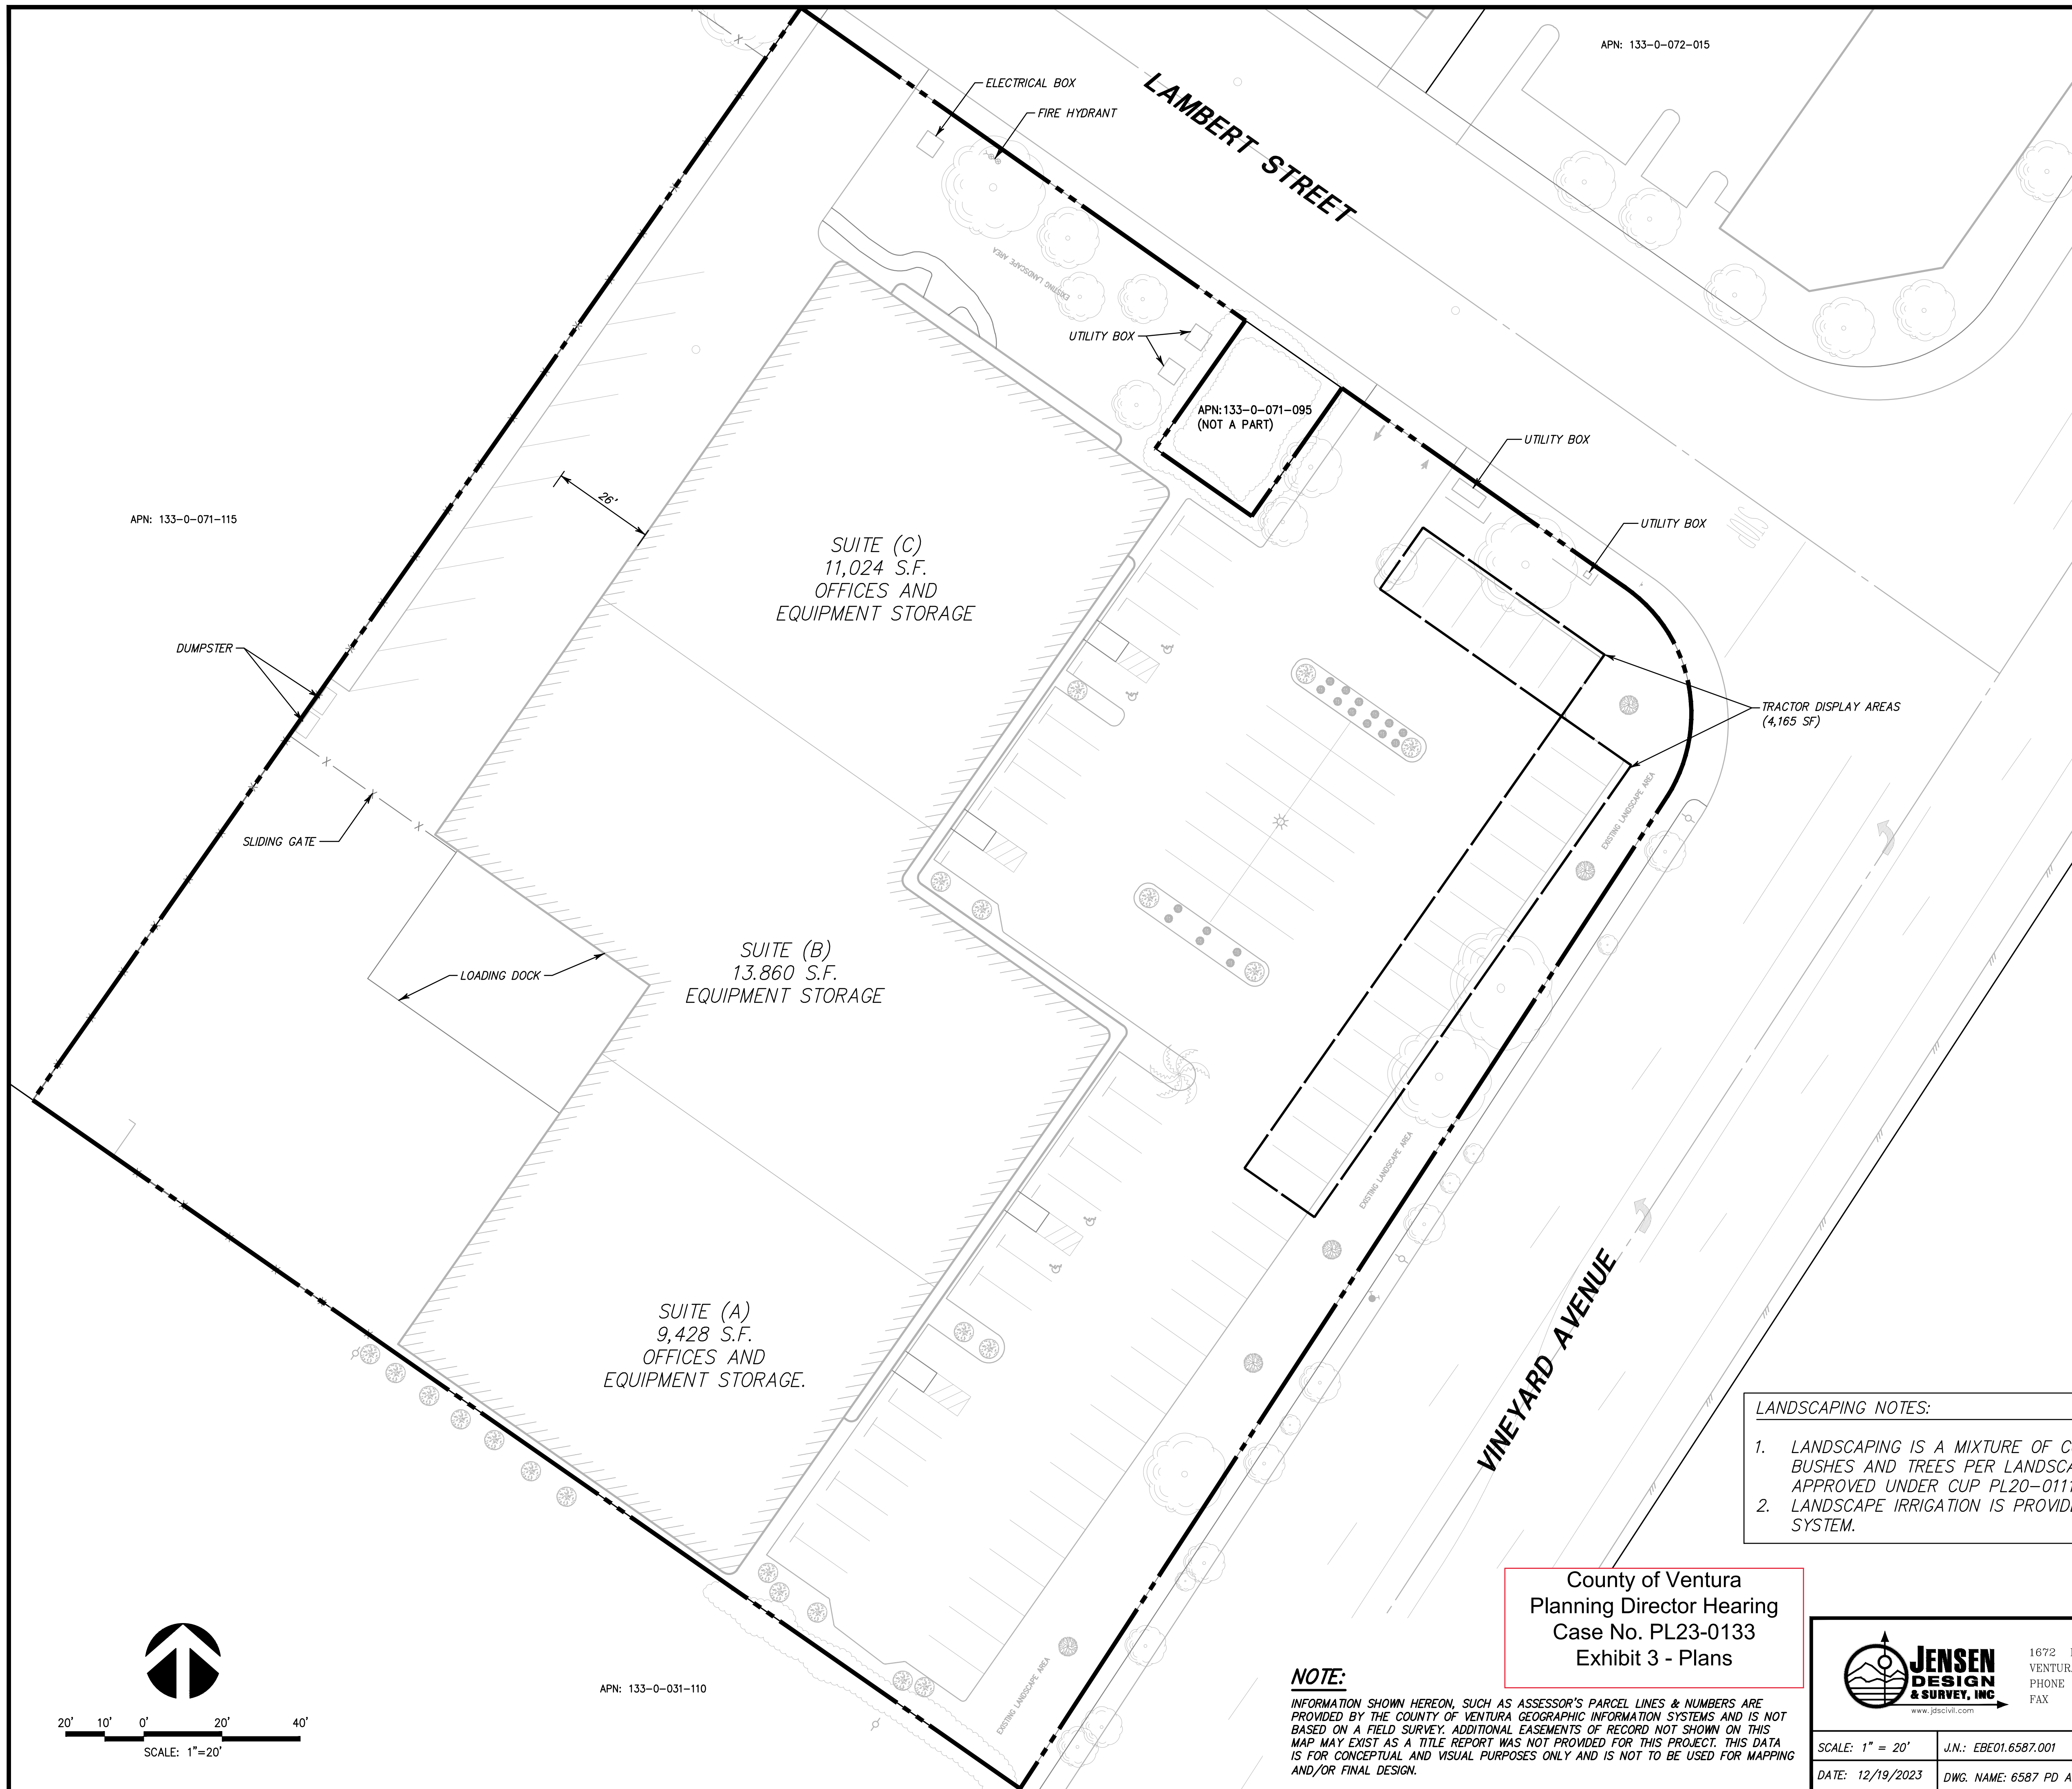 APN: 133-0-072-015
ELECTRICAL BOX
FIRE HYDRANT
LAMBERT STREET
EXISTING LANDSCAPE AREA
UTILITY BOX
APN:133-0-071-095
(NOT A PART)
UTILITY BOX
UTILITY BOX
26'
APN: 133-0-071-115
SUITE (C)
11,024 S.F.
OFFICES AND
EQUIPMENT STORAGE
DUMPSTER
TRACTOR DISPLAY AREAS
(4,165 SF)
EXISTING LANDSCAPE AREA
SLIDING GATE
X
X
X
X
LOADING DOCK
SUITE (B)
13.860 S.F.
EQUIPMENT STORAGE
EXISTING LANDSCAPE AREA
SUITE (A)
9,428 S.F.
OFFICES AND
EQUIPMENT STORAGE.
VINEYARD AVENUE
EXISTING LANDSCAPE AREA
APN: 133-0-031-110
20' 10' 0' 20' 40'
SCALE: 1"=20'
LANDSCAPING NOTES:
1. LANDSCAPING IS A MIXTURE OF
BUSHES AND TREES PER
APPROVED UNDER CUP PL20-0111
2. LANDSCAPE IRRIGATION IS
SYSTEM.
County of Ventura
Planning Director Hearing
Case No. PL23-0133
Exhibit 3 - Plans
NOTE:
INFORMATION SHOWN HEREON, SUCH AS ASSESSOR'S PARCEL LINES & NUMBERS ARE
PROVIDED BY THE COUNTY OF VENTURA GEOGRAPHIC INFORMATION SYSTEMS AND IS NOT
BASED ON A FIELD SURVEY. ADDITIONAL EASEMENTS OF RECORD NOT SHOWN ON THIS
MAP MAY EXIST AS A TITLE REPORT WAS NOT PROVIDED FOR THIS PROJECT. THIS DATA
IS FOR CONCEPTUAL AND VISUAL PURPOSES ONLY AND IS NOT TO BE USED FOR MAPPING
AND/OR FINAL DESIGN.
JENSEN
DESIGN
& SURVEY, INC
www.jdscivil.com
1672
VENTURA
PHONE
FAX
SCALE: 1" = 20'
J.N.: EBE01.6587.001
DATE: 12/19/2023
DWG. NAME: 6587 PD